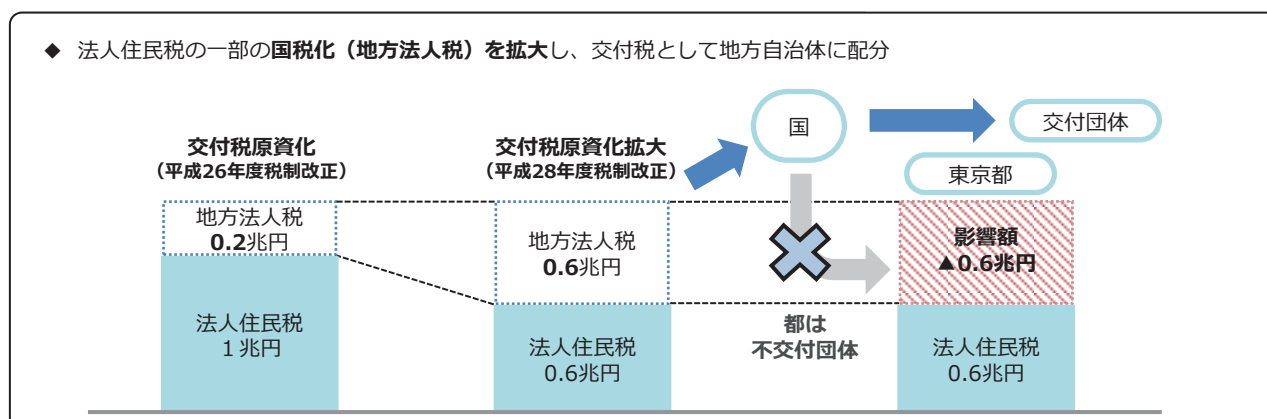 ◆ 法人住民税の一部の国税化（地方法人税）を拡大し、交付税として地方自治体に配分
国
交付団体
交付税原資化
（平成26年度税制改正）
交付税原資化拡大
（平成28年度税制改正）
東京都
地方法人税
0.2兆円
地方法人税
0.6兆円
影響額
▲0.6兆円
法人住民税
１兆円
法人住民税
0.6兆円
都は
不交付団体
法人住民税
0.6兆円